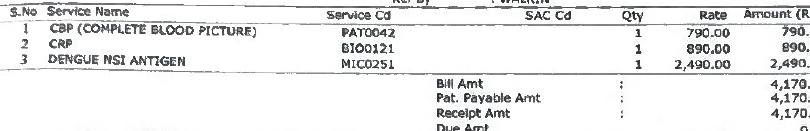 S.No Service Name Service Cd SAC Cd Qty Rate Amount (R
1 CBP (COMPLETE BLOOD PICTURE) PAT0042 1 790.00 790.
2 CRP BIO0121 1 890.00 890.
3 DENGUE NSI ANTIGEN MIC0251 1 2,490.00 2,490.
Bill Amt : 4,170.
Pat. Payable Amt : 4,170.
Receipt Amt : 4,170.
Due Amt